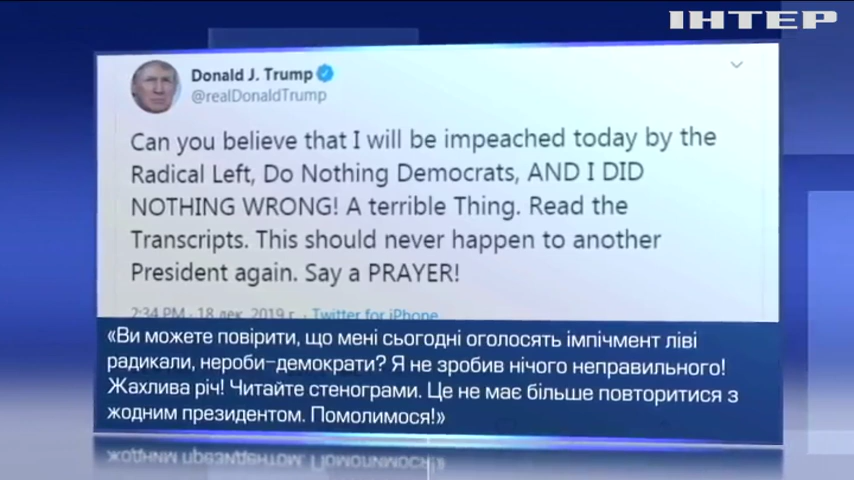 ІНТЕР
Donald J. Trump
@realDonaldTrump
Can you believe that I will be impeached today by the
Radical Left, Do Nothing Democrats, AND I DID
NOTHING WRONG! A terrible Thing. Read the
Transcripts. This should never happen to another
President again. Say a PRAYER!
2:34 PM · 18 дек. 2019 г. · Twitter for iPhone
«Ви можете повірити, що мені сьогодні оголосять імпічмент ліві
радикали, нероби–демократи? Я не зробив нічого неправильного!
Жахлива річ! Читайте стенограми. Це не має більше повторитися з
жодним президентом. Помолимося!»